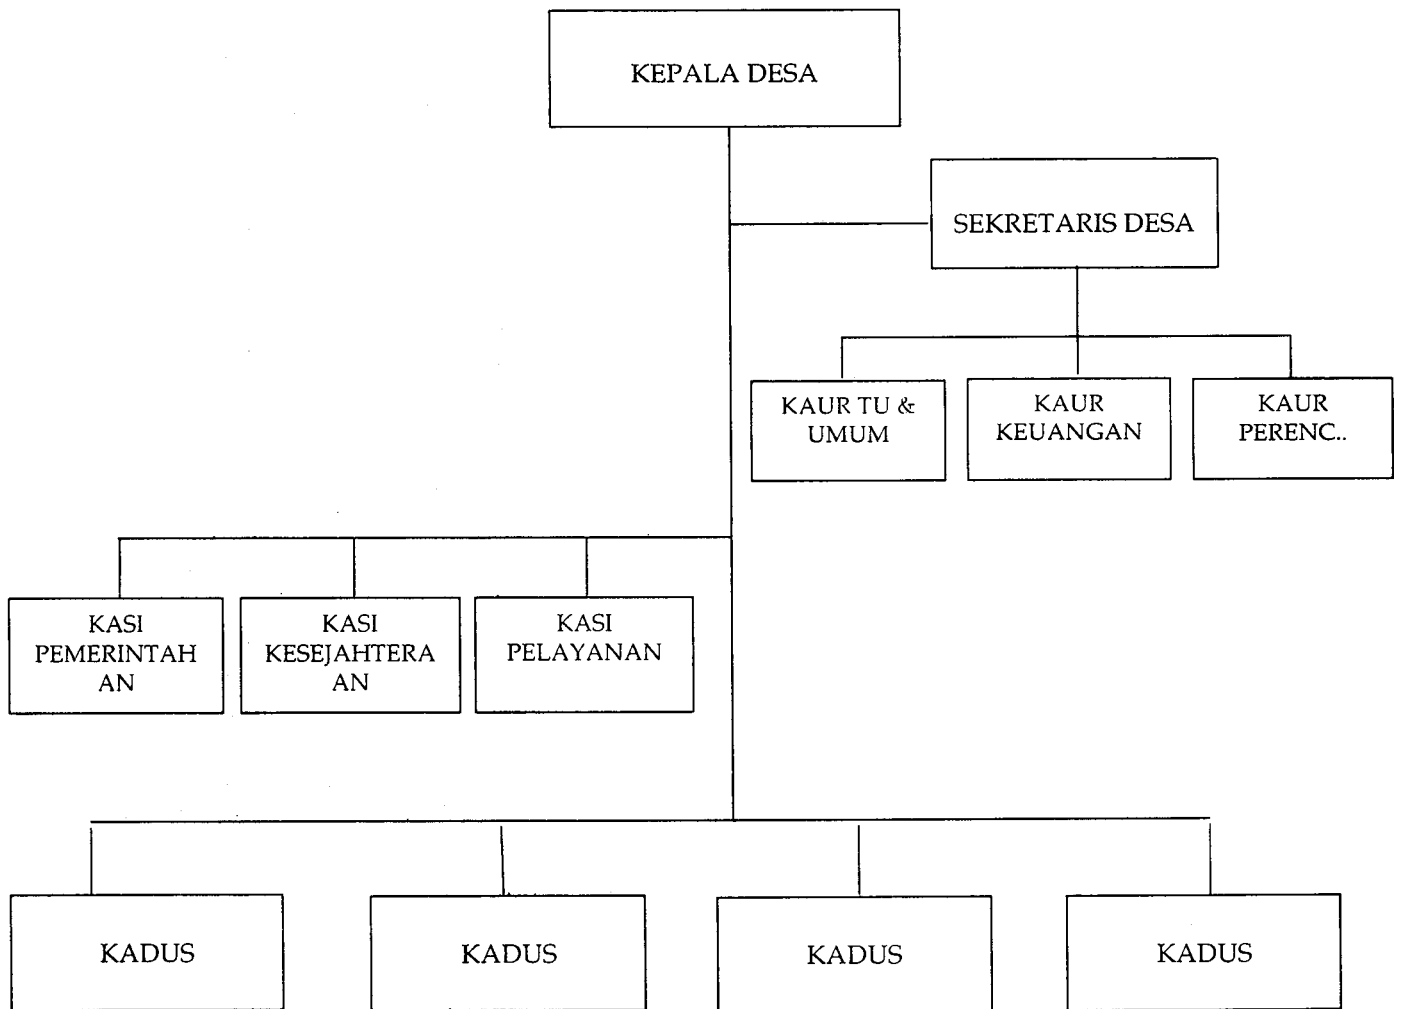 KEPALA DESA
SEKRETARIS DESA
KAUR TU &
UMUM
KAUR
KEUANGAN
KAUR
PERENC..
KASI
PEMERINTAH
AN
KASI
KESEJAHTERA
AN
KASI
PELAYANAN
KADUS
KADUS
KADUS
KADUS